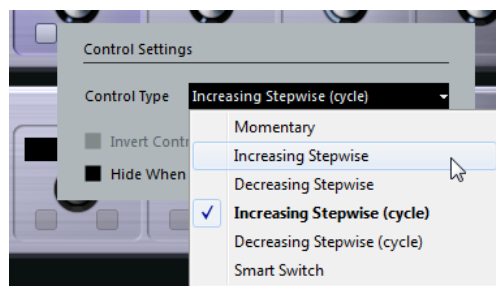 Control Settings
Control Type Increasing Stepwise (cycle)
Invert Contr
Hide When
Momentary
Increasing Stepwise
Decreasing Stepwise
Increasing Stepwise (cycle)
Decreasing Stepwise (cycle)
Smart Switch